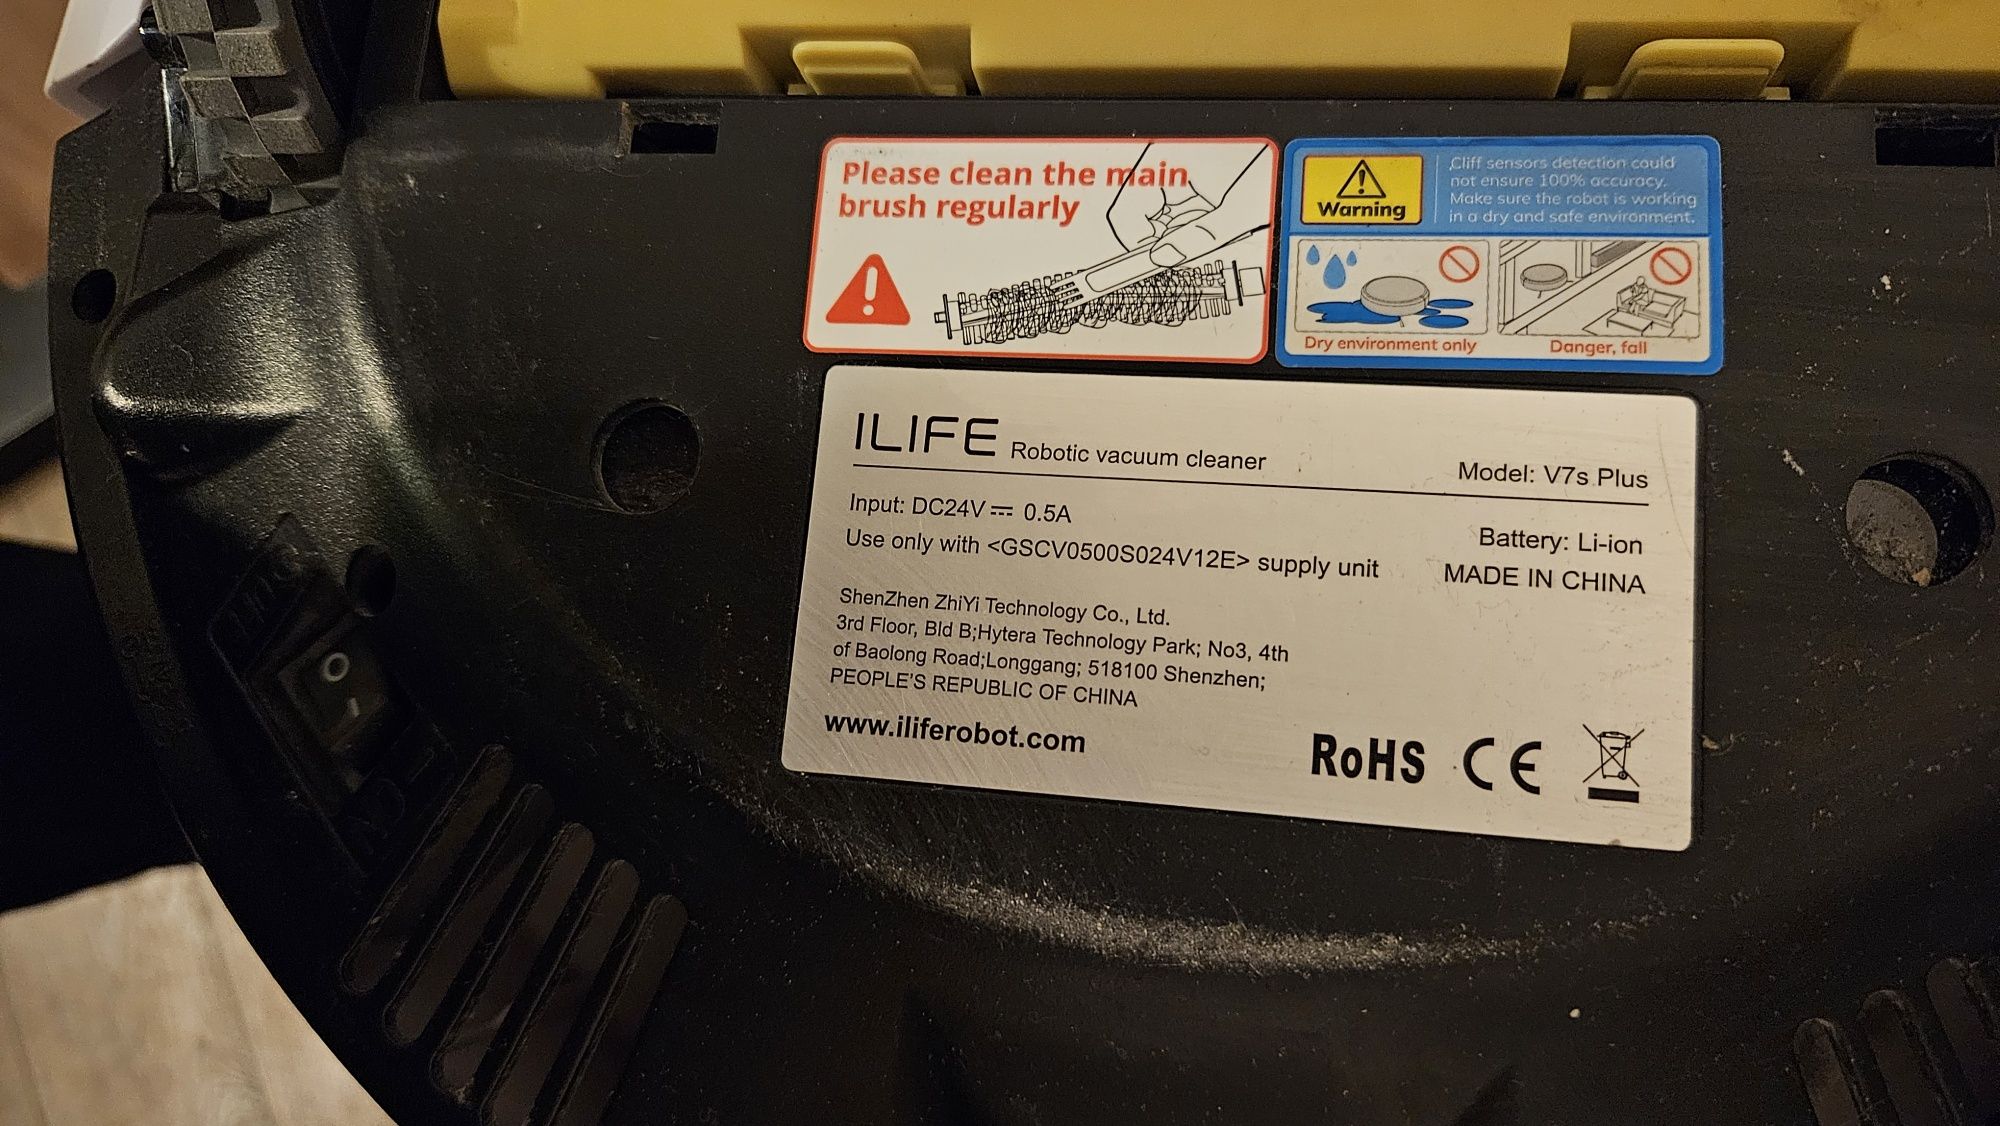 Please clean the main
brush regularly
Warning
Cliff sensors detection could
not ensure 100% accuracy.
Make sure the robot is working
in a dry and safe environment.
Dry environment only
Danger, fall
ILIFE Robotic vacuum cleaner
Model: V7s Plus
Input: DC24V ⎓ 0.5A
Battery: Li-ion
Use only with <GSCV0500S024V12E> supply unit
MADE IN CHINA
ShenZhen ZhiYi Technology Co., Ltd.
3rd Floor, Bld B;Hytera Technology Park; No3, 4th
of Baolong Road;Longgang; 518100 Shenzhen;
PEOPLE'S REPUBLIC OF CHINA
www.iliferobot.com
RoHS CE
OFF
ON